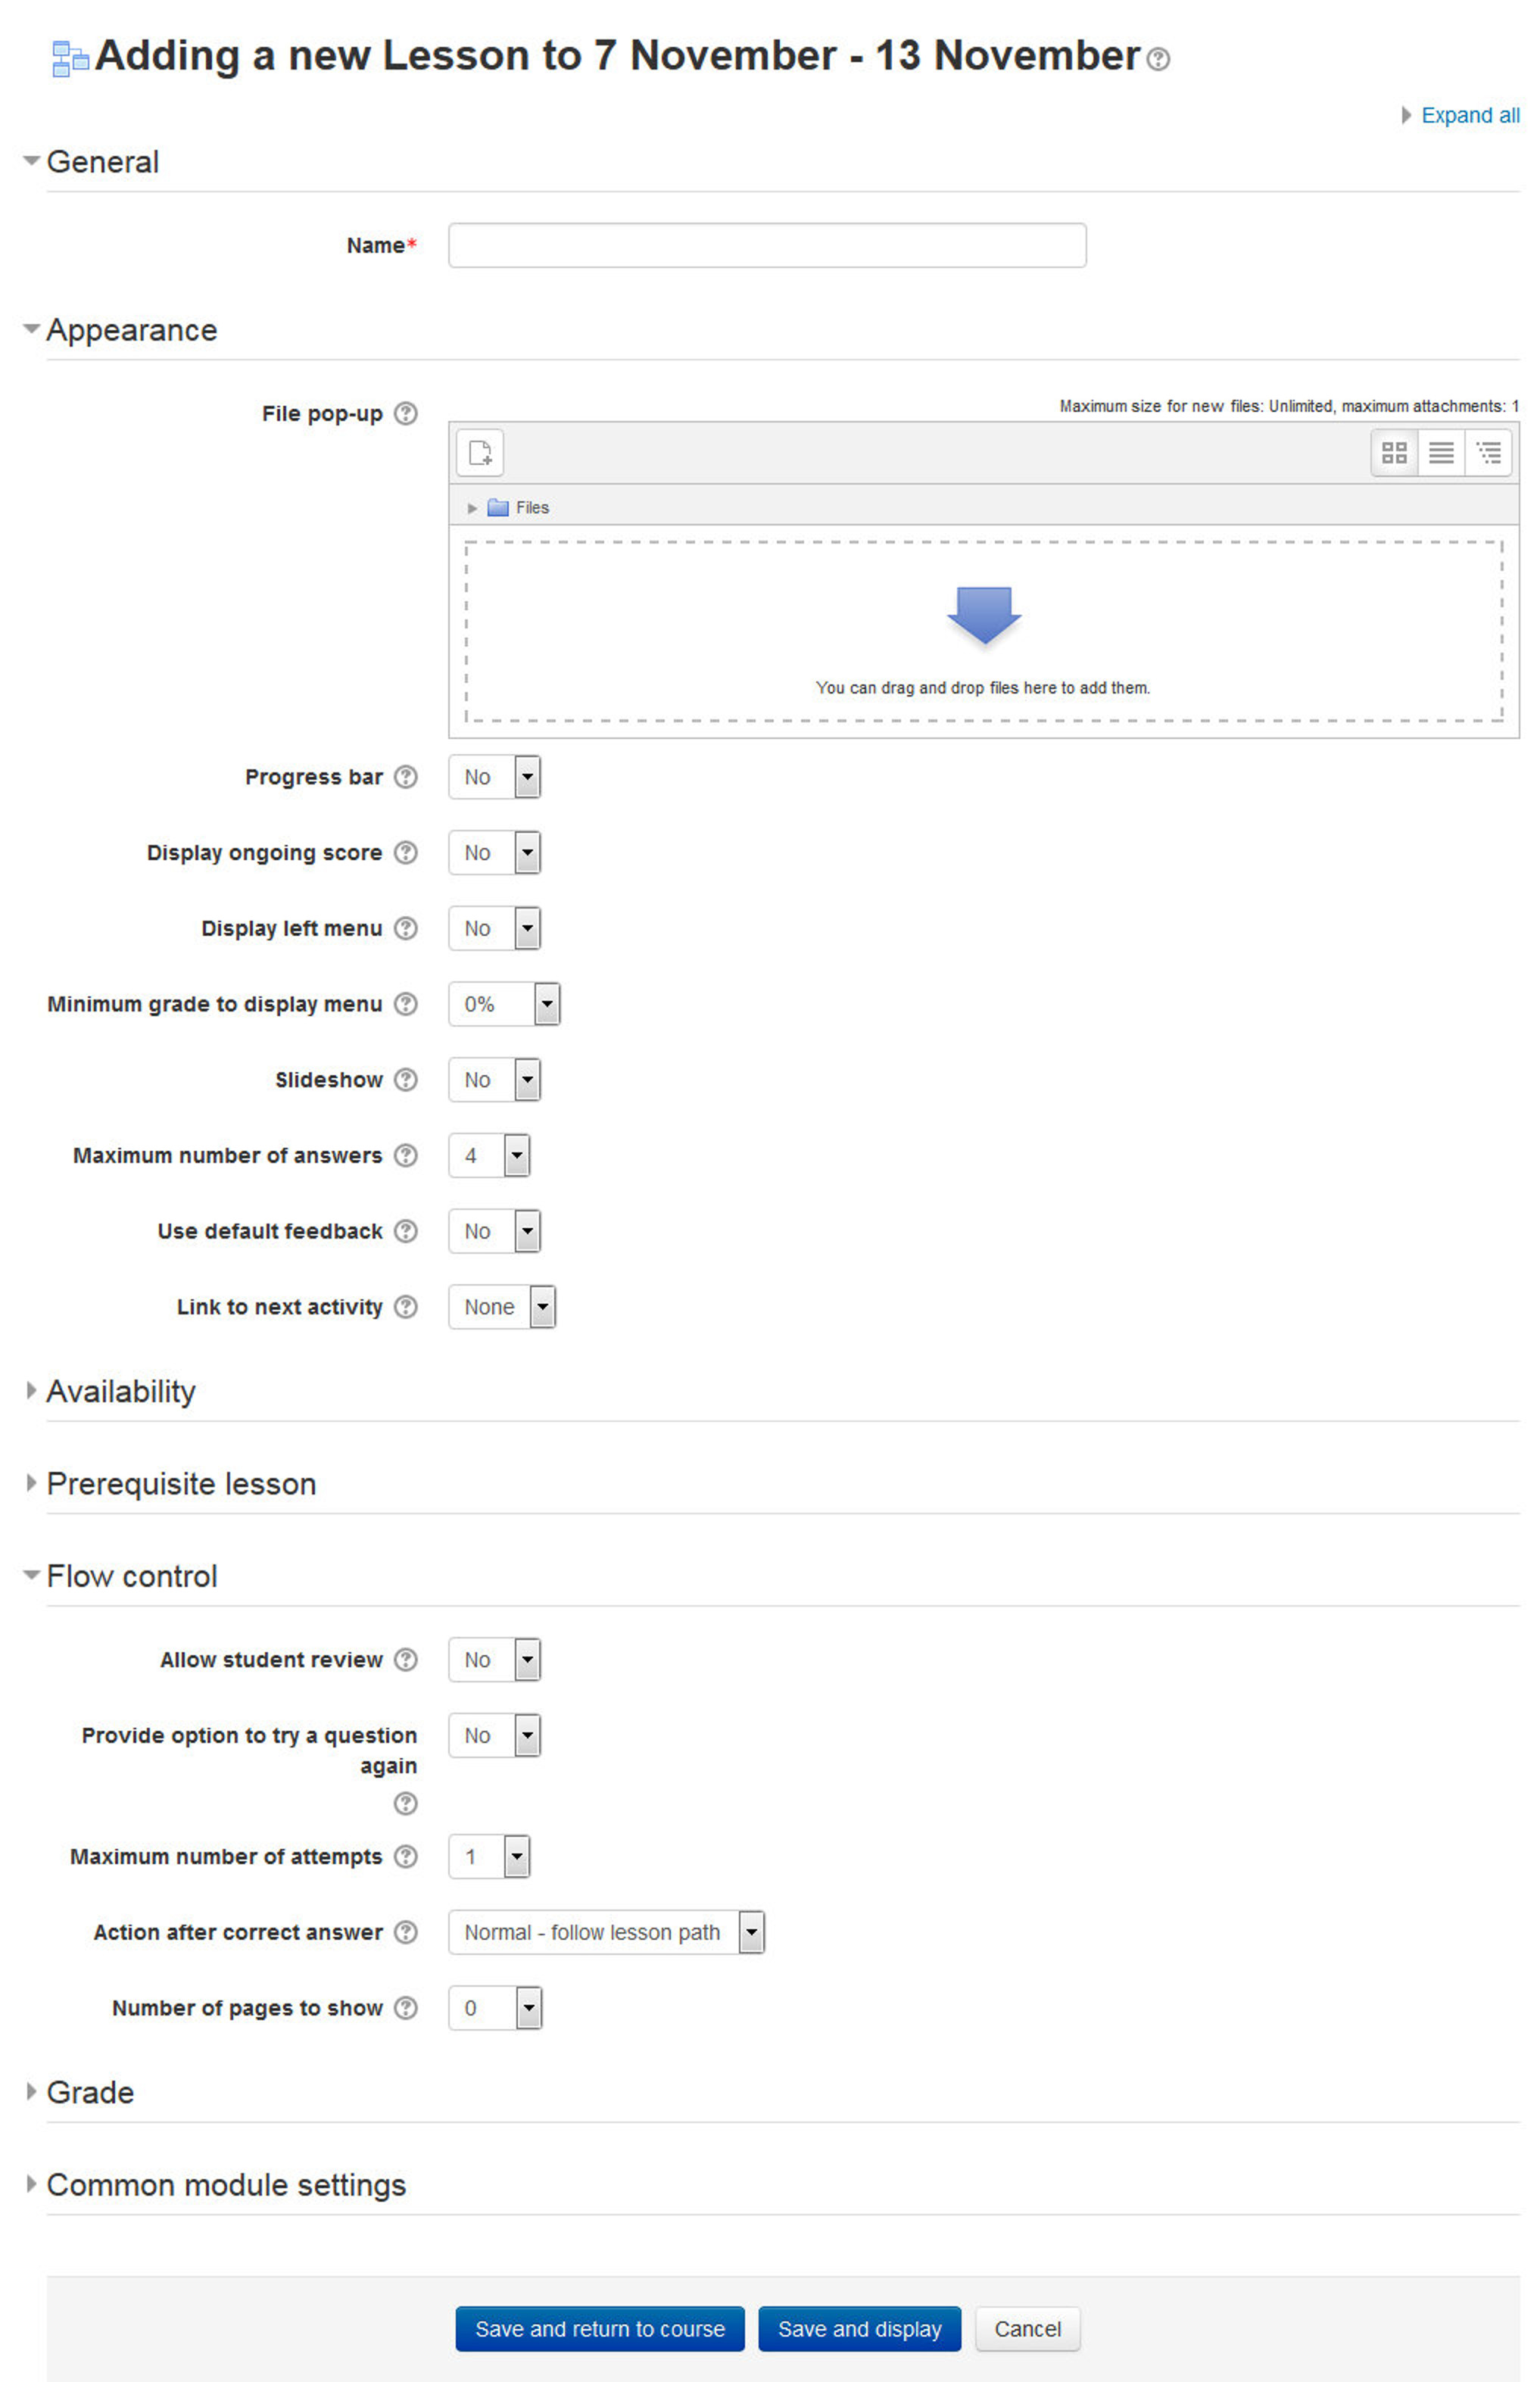 Adding a new Lesson to 7 November - 13 November
Expand all
General
Name*
Appearance
File pop-up
Maximum size for new files: Unlimited, maximum attachments: 1
Files
You can drag and drop files here to add them.
Progress bar No
Display ongoing score No
Display left menu No
Minimum grade to display menu 0%
Slideshow No
Maximum number of answers 4
Use default feedback No
Link to next activity None
Availability
Prerequisite lesson
Flow control
Allow student review No
Provide option to try a question No
again
Maximum number of attempts 1
Action after correct answer Normal - follow lesson path
Number of pages to show 0
Grade
Common module settings
Save and return to course Save and display Cancel